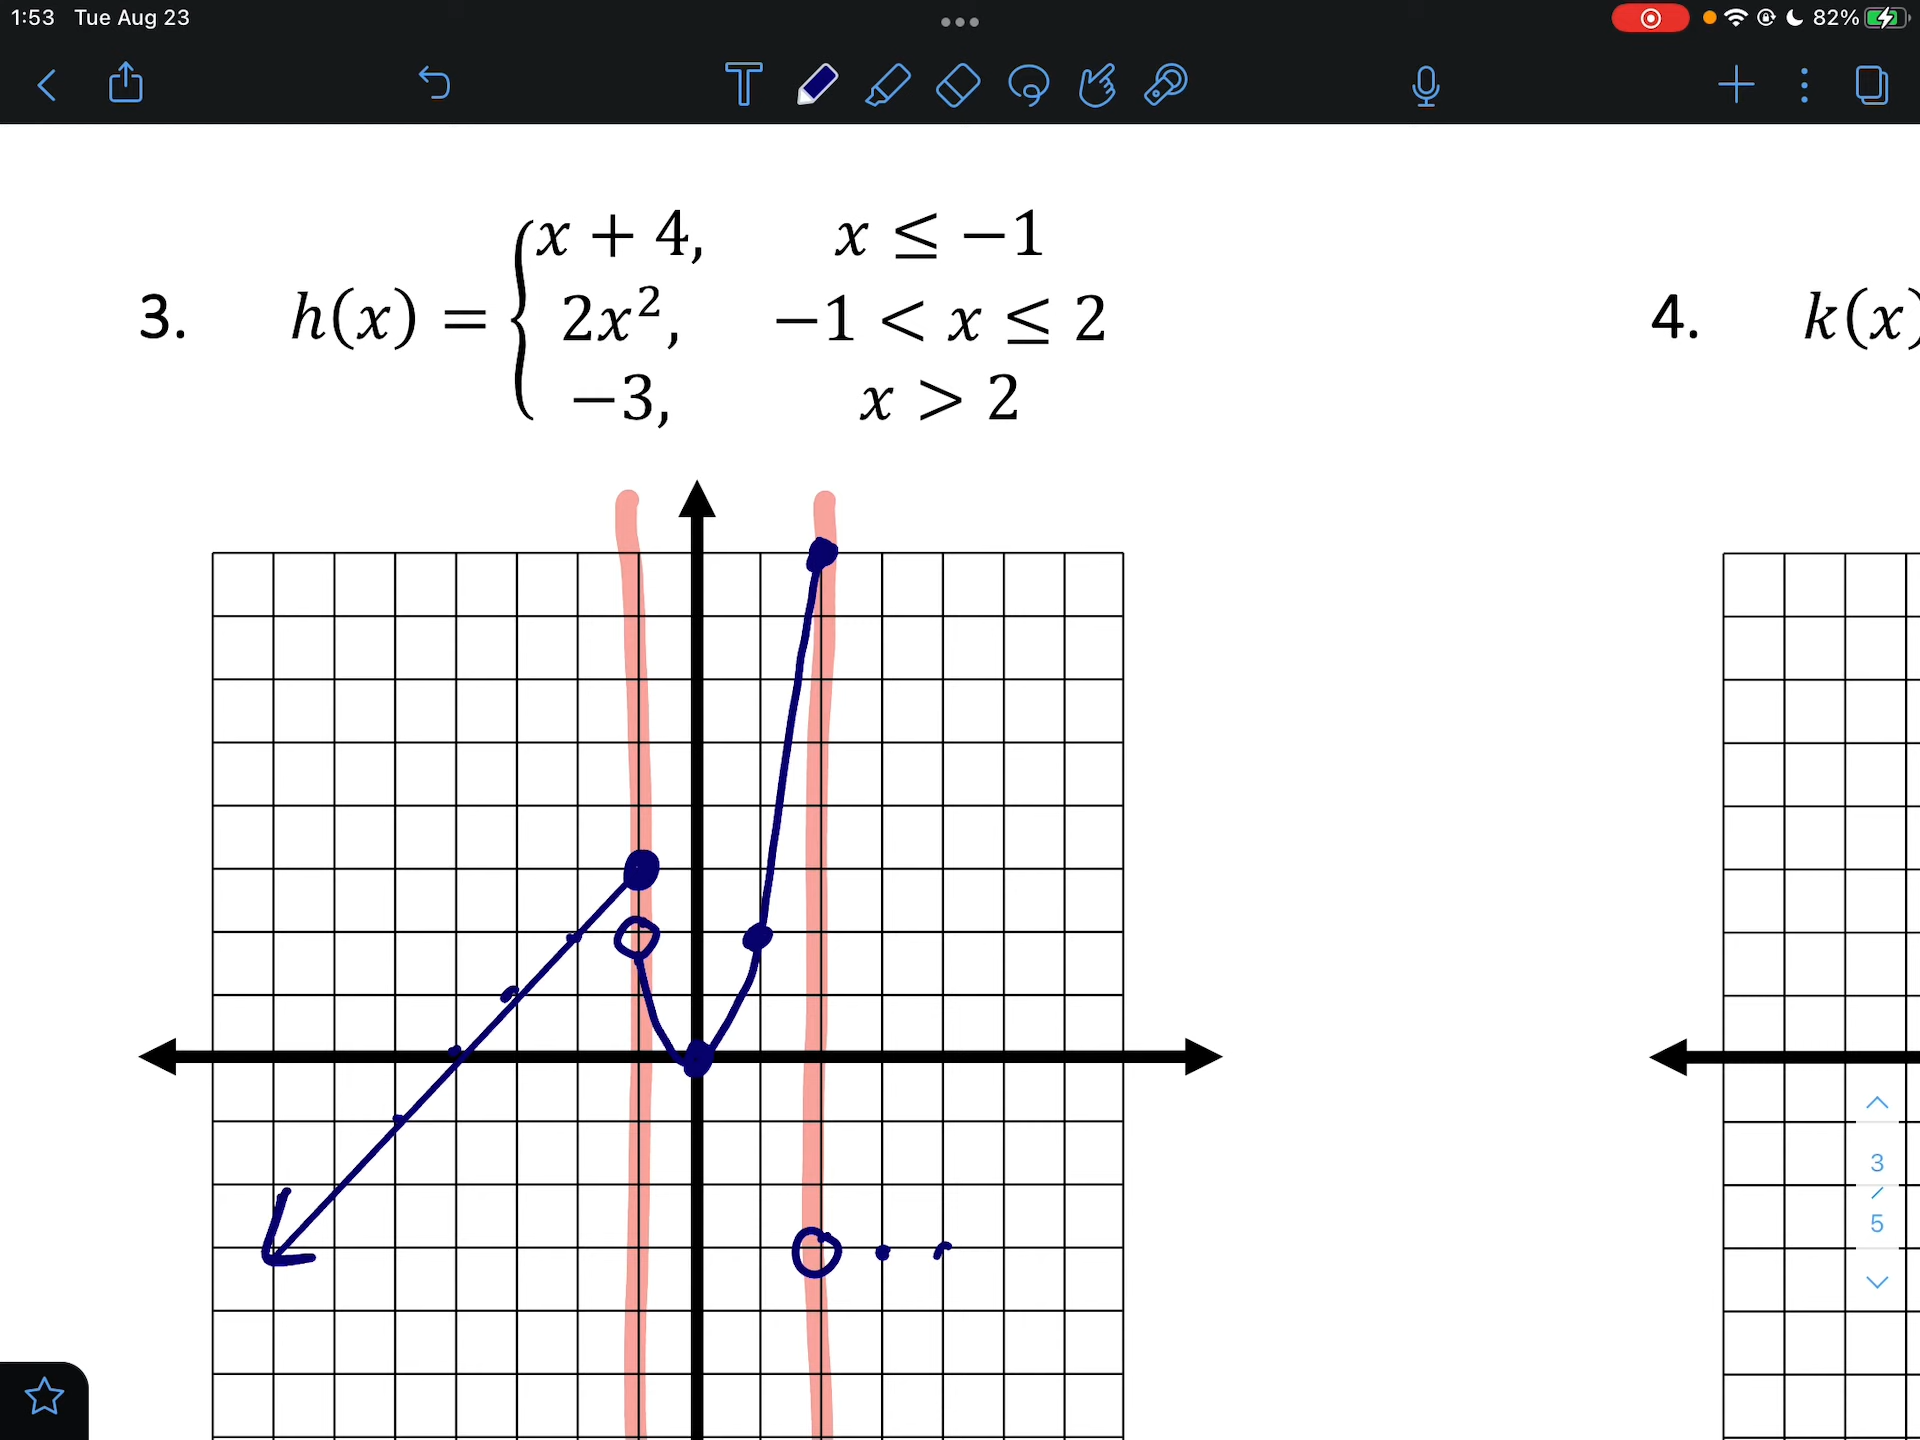 1:53 Tue Aug 23 82%
T
3. h(x) = { x + 4, x ≤ −1
2x², −1 < x ≤ 2
−3, x > 2
4. k(x)
3
/
5